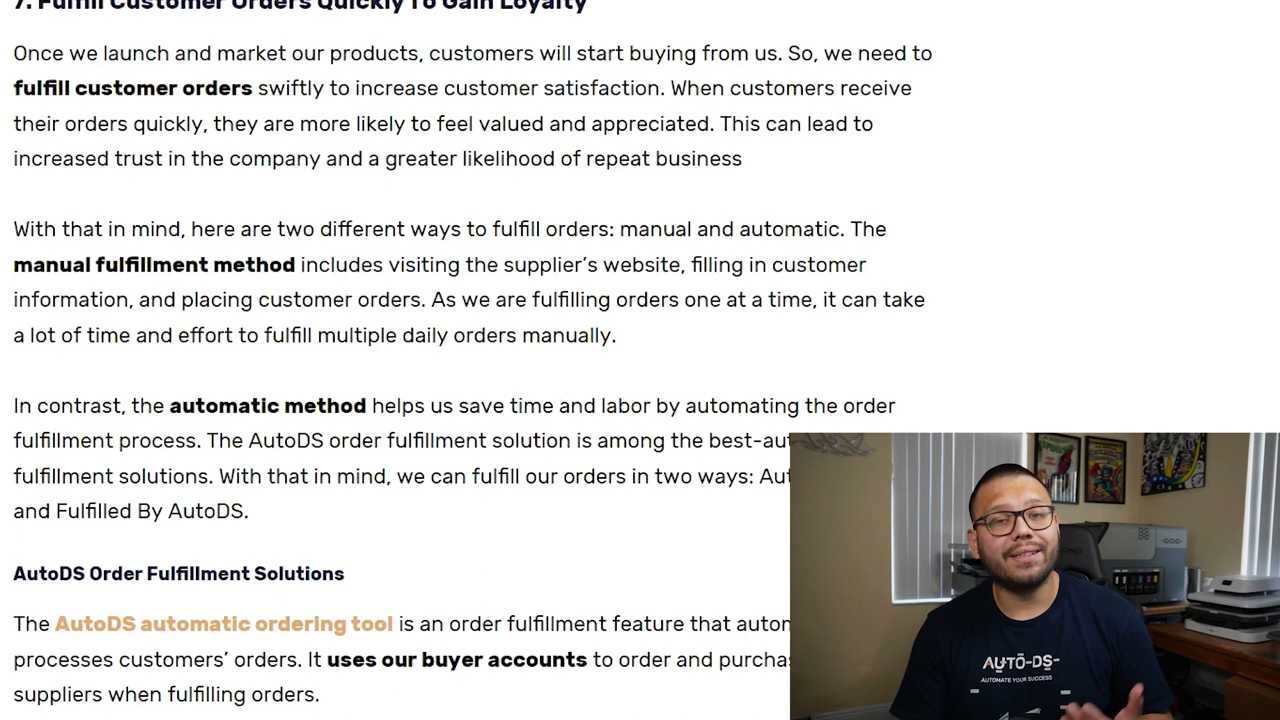 7. Fulfill Customer Orders Quickly To Gain Loyalty
Once we launch and market our products, customers will start buying from us. So, we need to
fulfill customer orders swiftly to increase customer satisfaction. When customers receive
their orders quickly, they are more likely to feel valued and appreciated. This can lead to
increased trust in the company and a greater likelihood of repeat business
With that in mind, here are two different ways to fulfill orders: manual and automatic. The
manual fulfillment method includes visiting the supplier's website, filling in customer
information, and placing customer orders. As we are fulfilling orders one at a time, it can take
a lot of time and effort to fulfill multiple daily orders manually.
In contrast, the automatic method helps us save time and labor by automating the order
fulfillment process. The AutoDS order fulfillment solution is among the
fulfillment solutions. With that in mind, we can fulfill our orders in two ways:
and Fulfilled By AutoDS.
AutoDS Order Fulfillment Solutions
The AutoDS automatic ordering tool is an order fulfillment feature that
processes customers' orders. It uses our buyer accounts to order and
suppliers when fulfilling orders.
AUTO-DS-
AUTOMATE YOUR SUCCESS